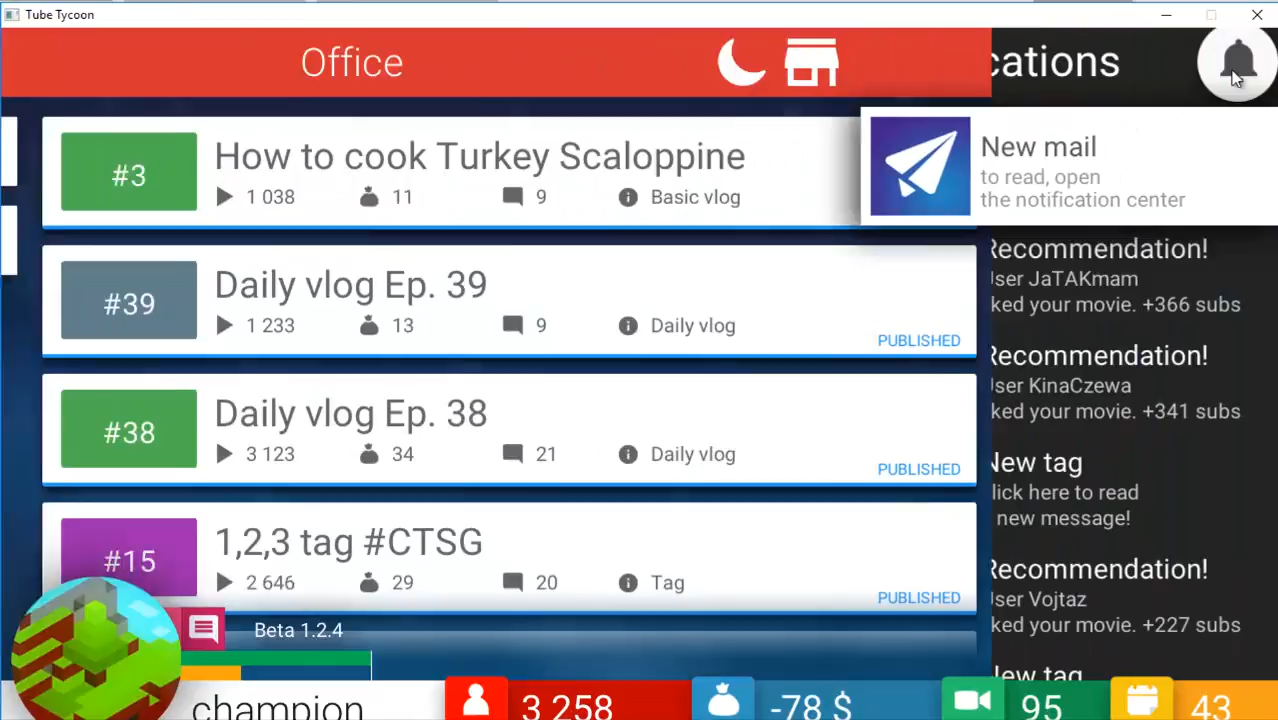 Tube Tycoon
Office
cations
#3
How to cook Turkey Scaloppine
1 038
11
9
Basic vlog
New mail
to read, open
the notification center
#39
Daily vlog Ep. 39
1 233
13
9
Daily vlog
PUBLISHED
#38
Daily vlog Ep. 38
3 123
34
21
Daily vlog
PUBLISHED
#15
1,2,3 tag #CTSG
2 646
29
20
Tag
PUBLISHED
Recommendation!
User JaTAKmam
ked your movie. +366 subs
Recommendation!
User KinaCzewa
ked your movie. +341 subs
New tag
lick here to read
new message!
Recommendation!
User Vojtaz
ked your movie. +227 subs
New tag
Beta 1.2.4
champion
3 258
-78 $
95
43